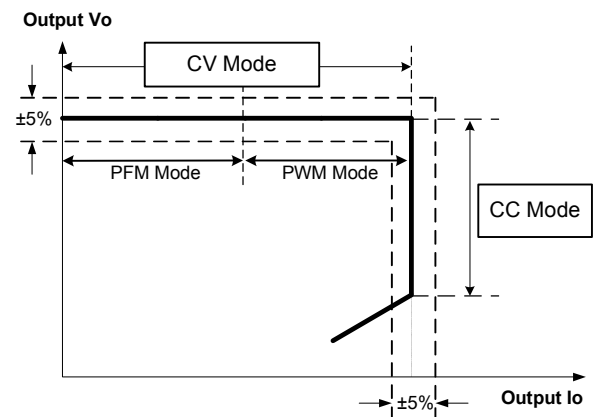 Output Vo
CV Mode
±5%
PFM Mode
PWM Mode
CC Mode
±5%
Output Io